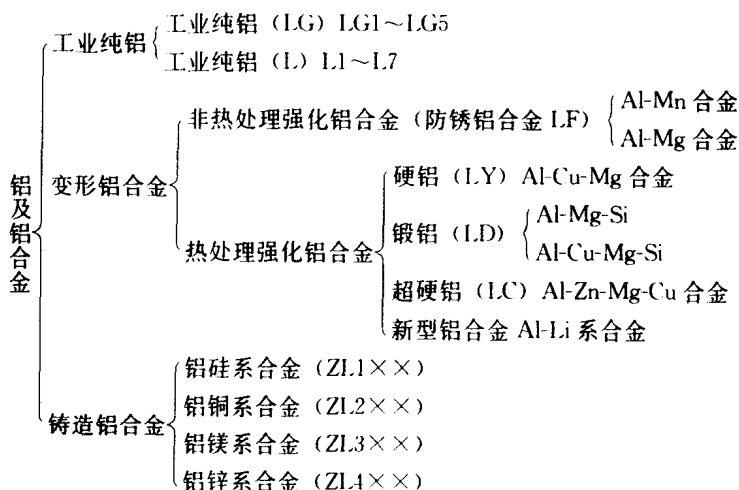 铝及铝合金
工业纯铝
工业纯铝（LG）LG1～LG5
工业纯铝（L）L1～L7
变形铝合金
非热处理强化铝合金（防锈铝合金 LF）
Al-Mn 合金
Al-Mg 合金
热处理强化铝合金
硬铝（LY）Al-Cu-Mg 合金
锻铝（LD）
Al-Mg-Si
Al-Cu-Mg-Si
超硬铝（LC）Al-Zn-Mg-Cu 合金
新型铝合金 Al-Li 系合金
铸造铝合金
铝硅系合金（ZL1××）
铝铜系合金（ZL2××）
铝镁系合金（ZL3××）
铝锌系合金（ZL4××）